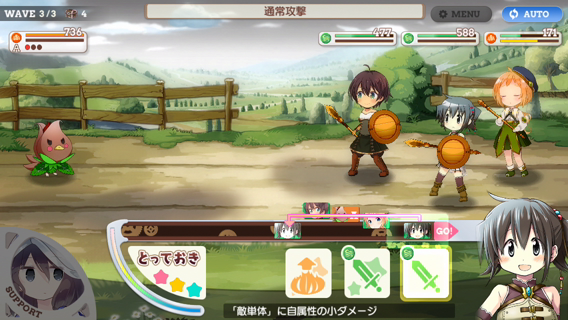 WAVE 3/3 4
通常攻撃
MENU
AUTO
736
A
477
588
171
GO!
とっておき
SUPPORT
「敵単体」に自属性の小ダメージ